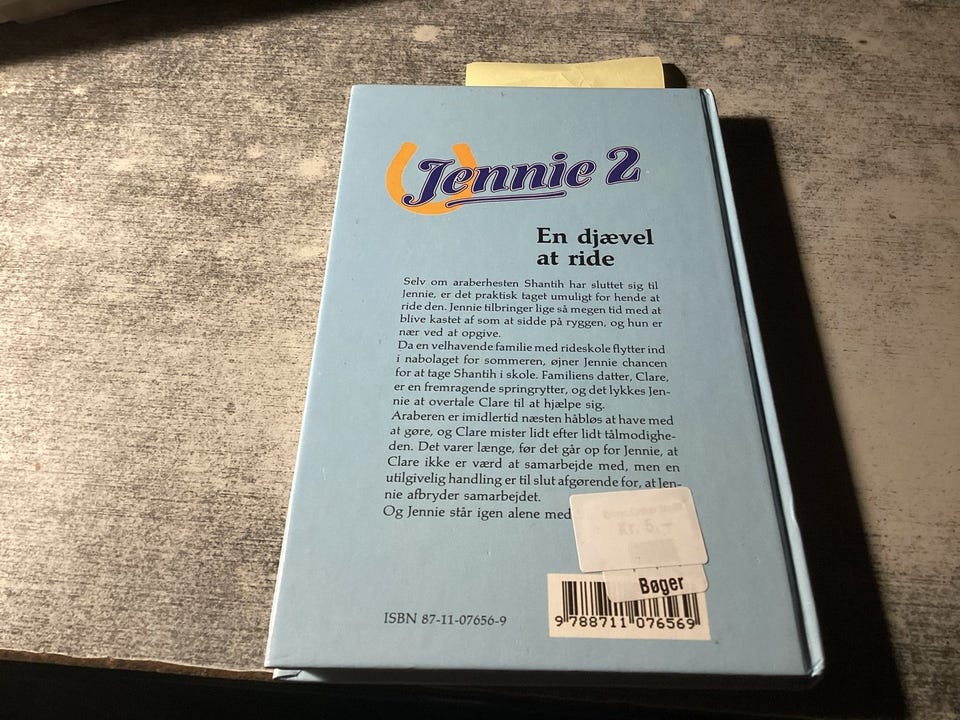 Jennie 2
En djævel
at ride
Selv om araberhesten Shantih har sluttet sig til
Jennie, er det praktisk taget umuligt for hende at
ride den. Jennie tilbringer lige så megen tid med at
blive kastet af som at sidde på ryggen, og hun er
nær ved at opgive.
Da en velhavende familie med rideskole flytter ind
i nabolaget for sommeren, øjner Jennie chancen
for at tage Shantih i skole. Familiens datter, Clare,
er en fremragende springrytter, og det lykkes Jen-
nie at overtale Clare til at hjælpe sig.
Araberen er imidlertid næsten håbløs at have med
at gøre, og Clare mister lidt efter lidt tålmodighe-
den. Det varer længe, før det går op for Jennie, at
Clare ikke er værd at samarbejde med, men en
utilgivelig handling er til slut afgørende for, at Jen-
nie afbryder samarbejdet.
Og Jennie står igen alene med
Kr. 5,-
Bøger
ISBN 87-11-07656-9
9 788711 076569